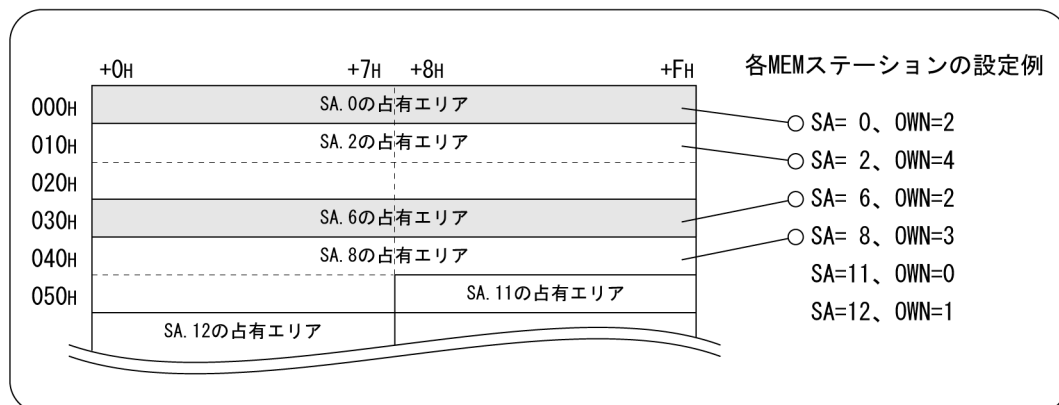 +0H +7H +8H +FH
各MEMステーションの設定例
000H SA. 0の占有エリア
SA= 0、OWN=2
010H SA. 2の占有エリア
SA= 2、OWN=4
020H
SA= 6、OWN=2
030H SA. 6の占有エリア
SA= 8、OWN=3
040H SA. 8の占有エリア
SA=11、OWN=0
050H SA. 11の占有エリア
SA=12、OWN=1
SA. 12の占有エリア